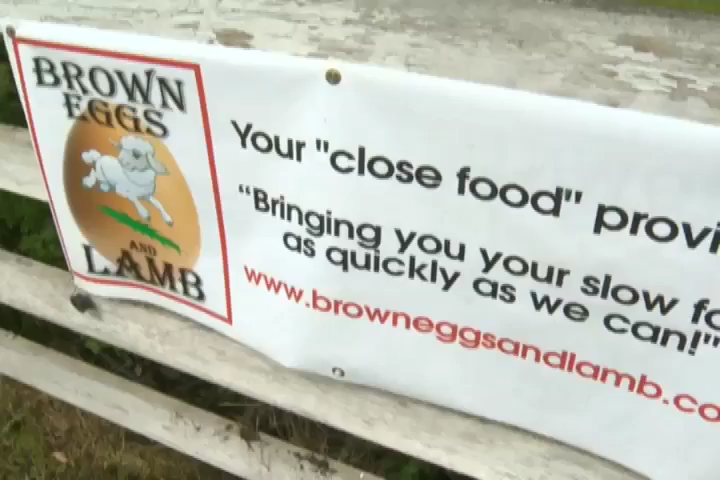 BROWN
EGGS
AND
LAMB
Your "close food" provi
“Bringing you your slow fo
as quickly as we can!"
www.browneggsandlamb.co